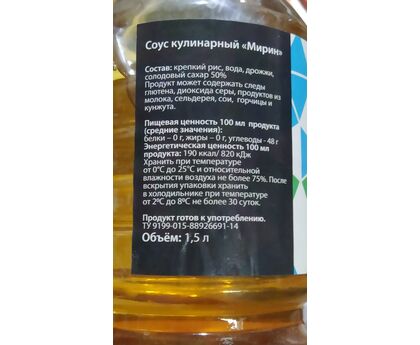 Соус кулинарный «Мирин»
Состав: крепкий рис, вода, дрожжи,
солодовый сахар 50%
Продукт может содержать следы
глютена, диоксида серы, продуктов из
молока, сельдерея, сои, горчицы и
кунжута.
Пищевая ценность 100 мл продукта
(средние значения):
белки – 0 г, жиры – 0 г, углеводы - 48 г
Энергетическая ценность 100 мл
продукта: 190 ккал/ 820 кДж
Хранить при температуре
от 0°С до 25°С и относительной
влажности воздуха не более 75%. После
вскрытия упаковки хранить
в холодильнике при температуре
от 2ºС до 8ºС не более 30 суток.
Продукт готов к употреблению.
ТУ 9199-015-88926691-14
Объём: 1,5 л